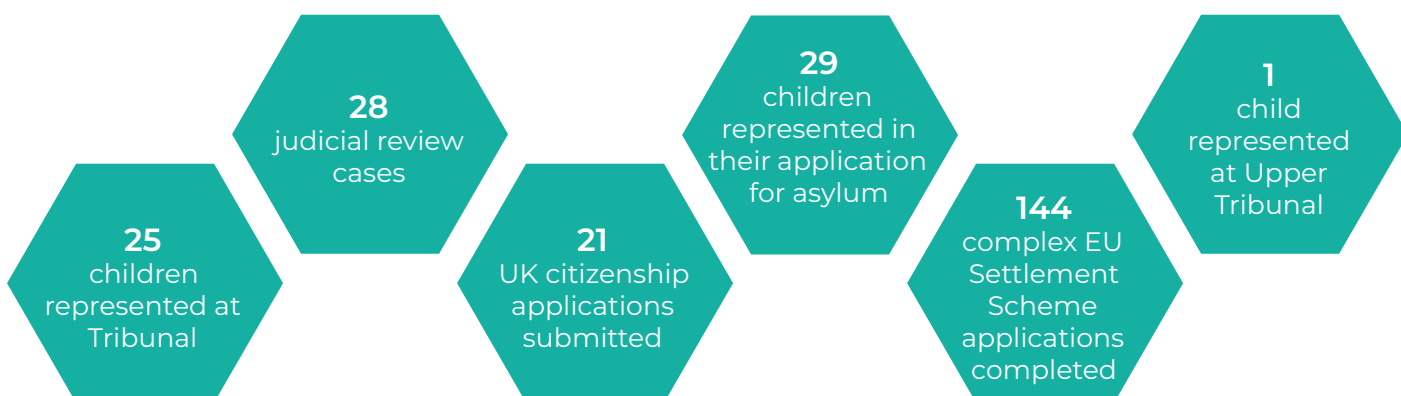 25
children
represented at
Tribunal
28
judicial review
cases
21
UK citizenship
applications
submitted
29
children
represented in
their application
for asylum
144
complex EU
Settlement
Scheme
applications
completed
1
child
represented
at Upper
Tribunal